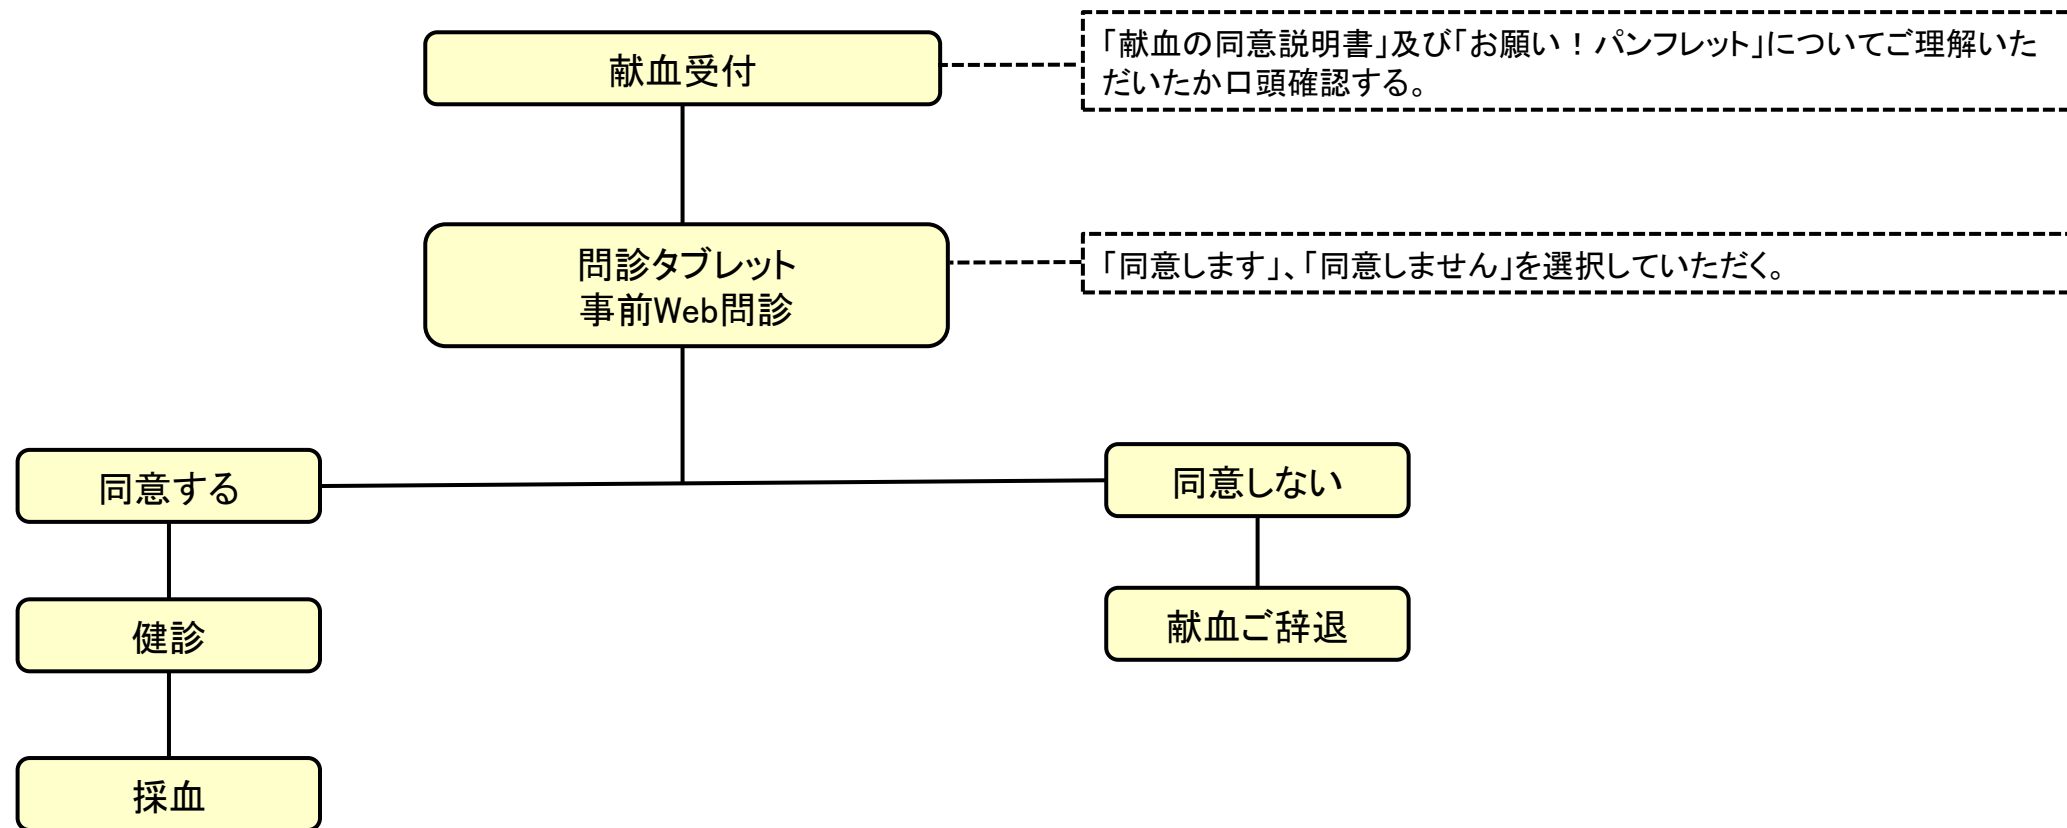 献血受付
「献血の同意説明書」及び「お願い！パンフレット」についてご理解いた
だいたか口頭確認する。
問診タブレット
事前Web問診
「同意します」、「同意しません」を選択していただく。
同意する
同意しない
健診
献血ご辞退
採血